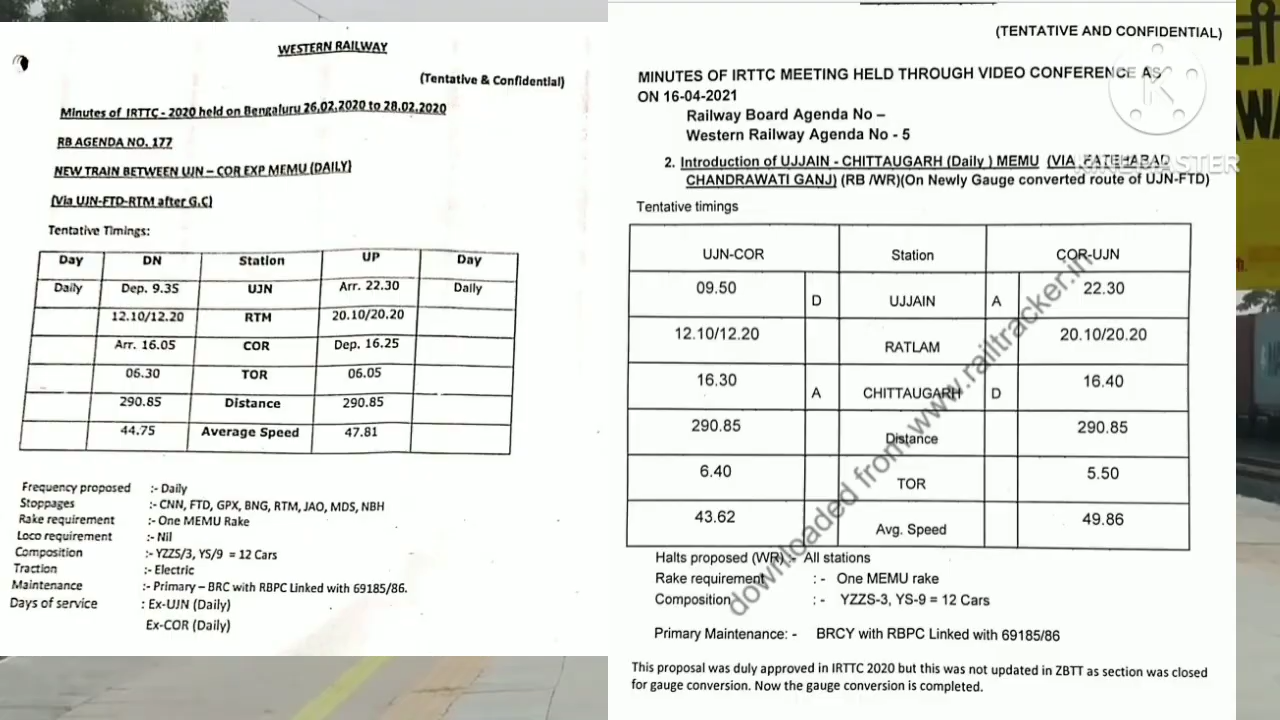 WESTERN RAILWAY
(Tentative & Confidential)
Minutes of IRTTC - 2020 held on Bengaluru 26.02.2020 to 28.02.2020
RB AGENDA NO. 177
NEW TRAIN BETWEEN UJN – COR EXP MEMU (DAILY)
(Via UJN-FTD-RTM after G.C)
Tentative Timings:
Day DN Station UP Day
Daily Dep. 9.35 UJN Arr. 22.30 Daily
12.10/12.20 RTM 20.10/20.20
Arr. 16.05 COR Dep. 16.25
06.30 TOR 06.05
290.85 Distance 290.85
44.75 Average Speed 47.81
Frequency proposed :- Daily
Stoppages :- CNN, FTD, GPX, BNG, RTM, JAO, MDS, NBH
Rake requirement :- One MEMU Rake
Loco requirement :- Nil
Composition :- YZZS/3, YS/9 = 12 Cars
Traction :- Electric
Maintenance :- Primary – BRC with RBPC Linked with 69185/86.
Days of service : Ex-UJN (Daily)
Ex-COR (Daily)
(TENTATIVE AND CONFIDENTIAL)
MINUTES OF IRTTC MEETING HELD THROUGH VIDEO CONFERENCE AS
ON 16-04-2021
Railway Board Agenda No –
Western Railway Agenda No - 5
2. Introduction of UJJAIN - CHITTAUGARH (Daily ) MEMU (VIA FATEHABAD
CHANDRAWATI GANJ) (RB /WR)(On Newly Gauge converted route of UJN-FTD)
Tentative timings
UJN-COR Station COR-UJN
09.50 D UJJAIN A 22.30
12.10/12.20 RATLAM 20.10/20.20
16.30 A CHITTAUGARH D 16.40
290.85 Distance 290.85
6.40 TOR 5.50
43.62 Avg. Speed 49.86
Halts proposed (WR) :- All stations
Rake requirement :- One MEMU rake
Composition :- YZZS-3, YS-9 = 12 Cars
Primary Maintenance: - BRCY with RBPC Linked with 69185/86
This proposal was duly approved in IRTTC 2020 but this was not updated in ZBTT as section was closed
for gauge conversion. Now the gauge conversion is completed.
downloaded from www.railtracker.in
KINEMASTER